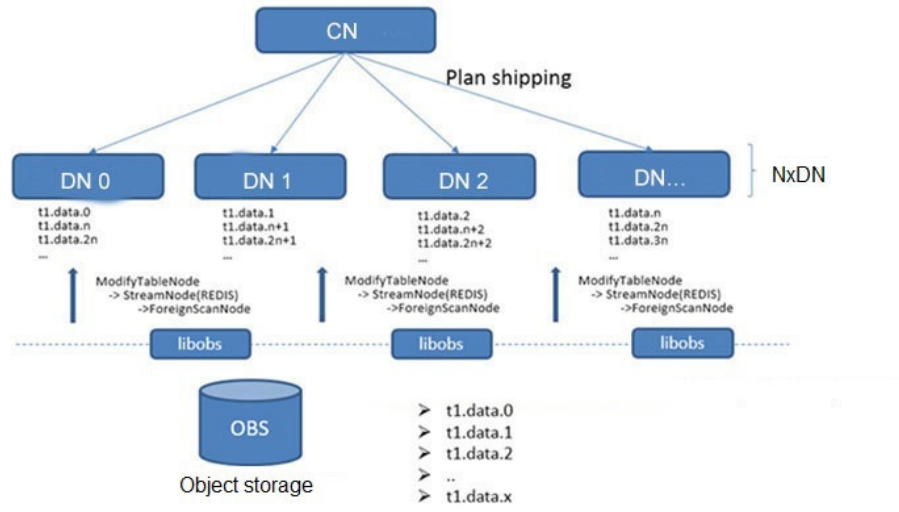 CN
Plan shipping
DN 0
DN 1
DN 2
DN...
NxDN
t1.data.0
t1.data.n
t1.data.2n
...
t1.data.1
t1.data.n+1
t1.data.2n+1
...
t1.data.2
t1.data.n+2
t1.data.2n+2
...
t1.data.n
t1.data.2n
t1.data.3n
...
ModifyTableNode
-> StreamNode(REDIS)
->ForeignScanNode
ModifyTableNode
-> StreamNode(REDIS)
->ForeignScanNode
ModifyTableNode
-> StreamNode(REDIS)
->ForeignScanNode
libobs
libobs
libobs
OBS
Object storage
➢ t1.data.0
➢ t1.data.1
➢ t1.data.2
➢ ..
➢ t1.data.x